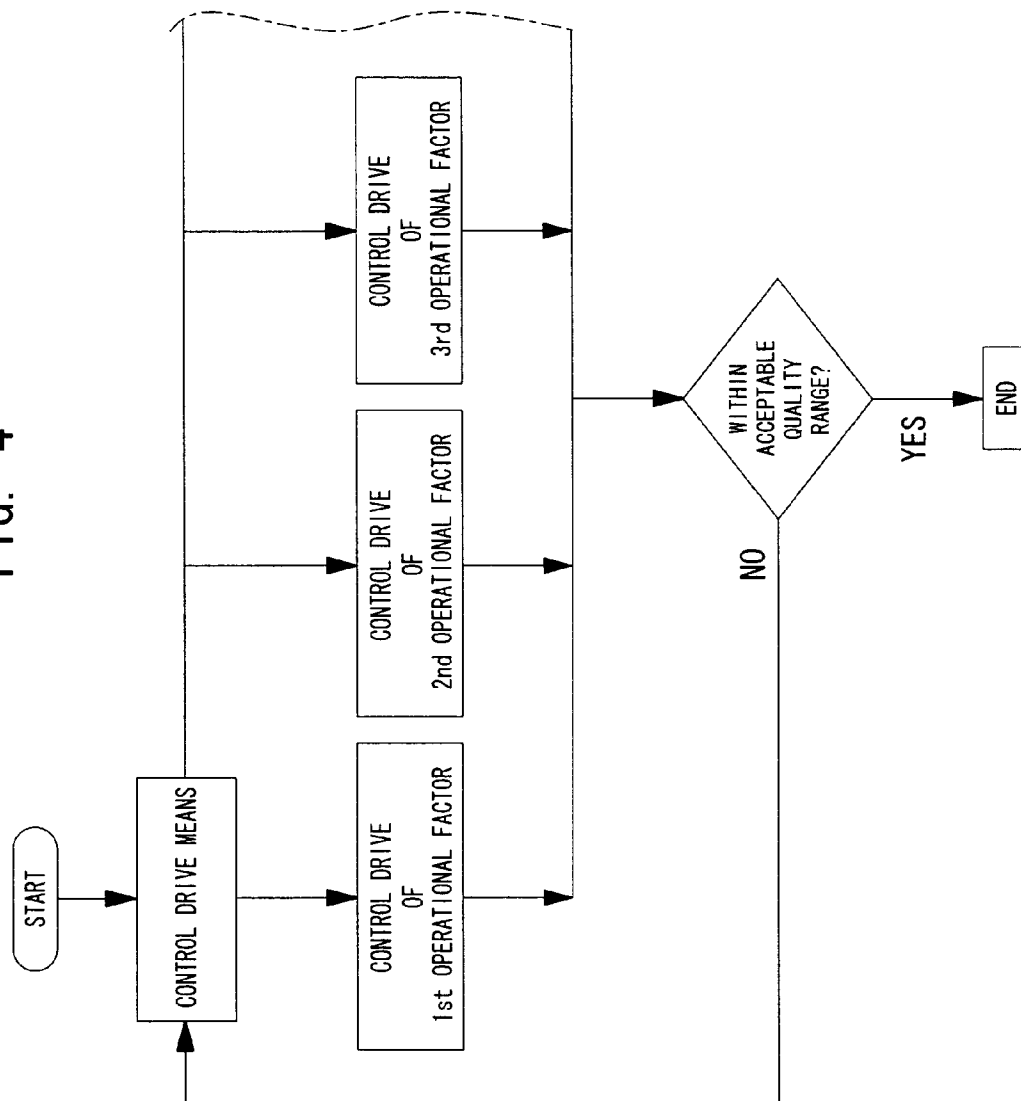 START
CONTROL DRIVE MEANS
CONTROL DRIVE
OF
1st OPERATIONAL FACTOR
CONTROL DRIVE
OF
2nd OPERATIONAL FACTOR
CONTROL DRIVE
OF
3rd OPERATIONAL FACTOR
WITHIN
ACCEPTABLE
QUALITY
RANGE?
NO
YES
END